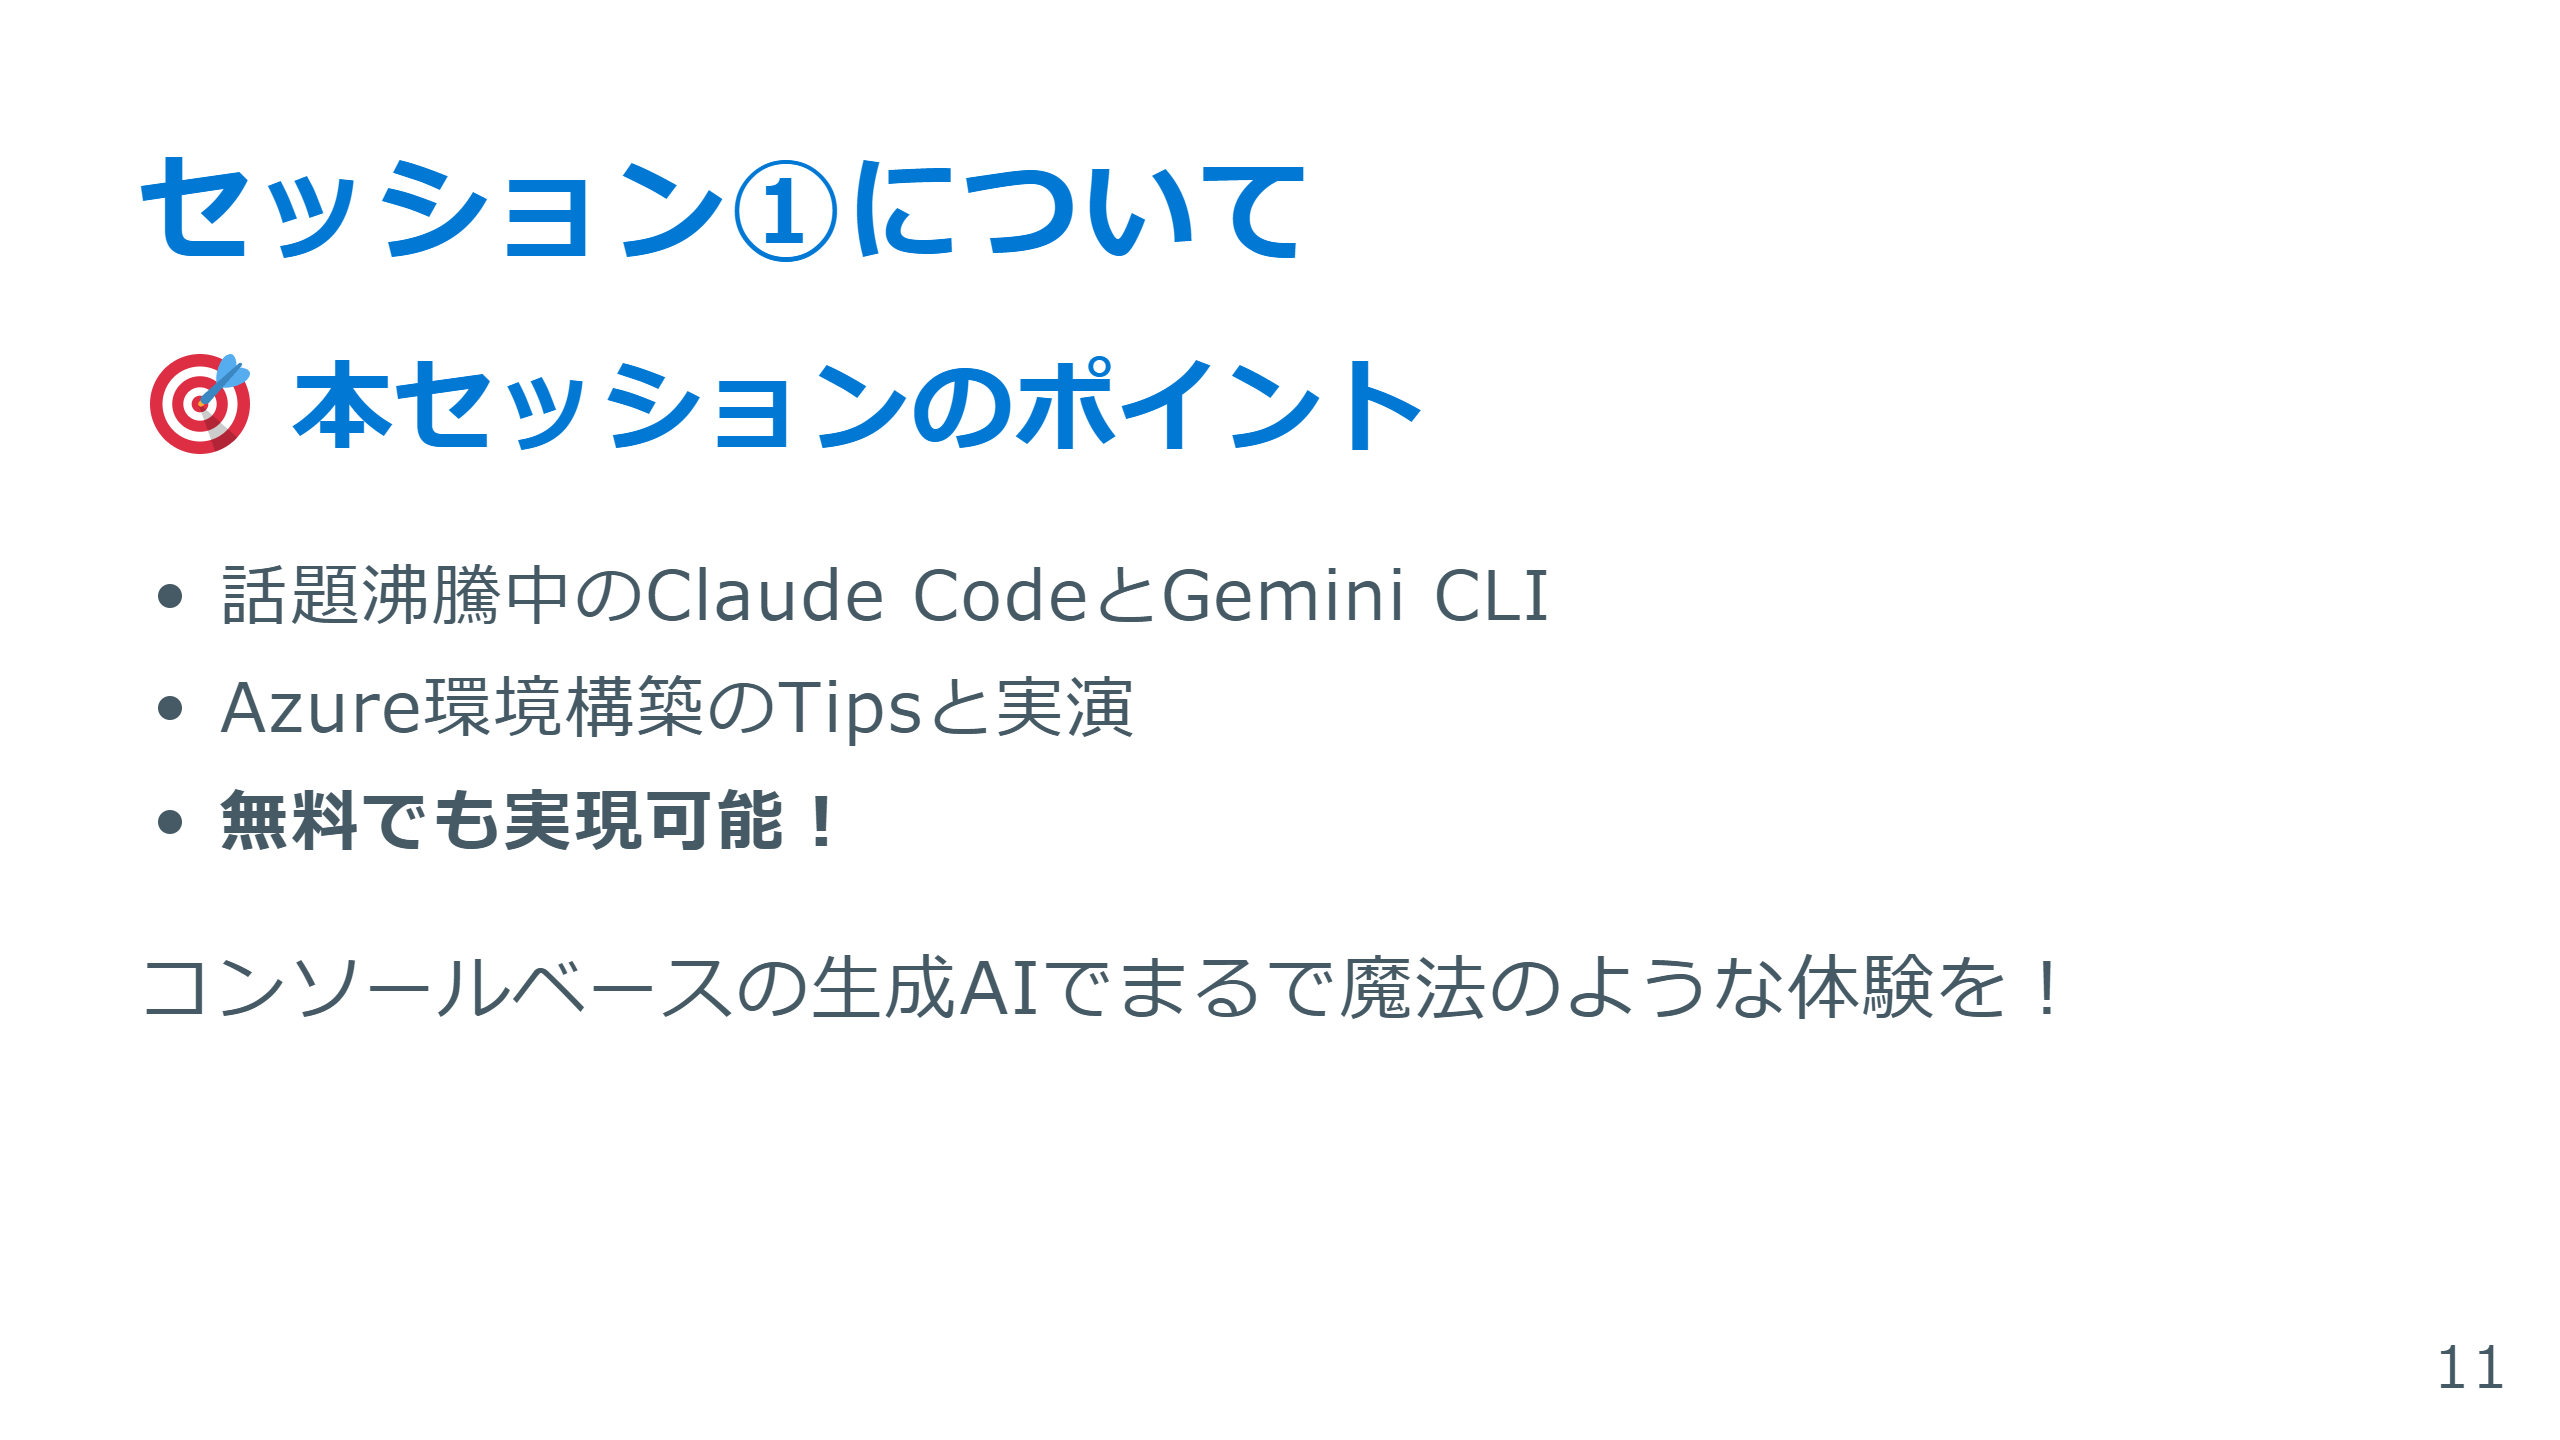 セッション①について
🎯 本セッションのポイント
• 話題沸騰中のClaude CodeとGemini CLI
• Azure環境構築のTipsと実演
• 無料でも実現可能！
コンソールベースの生成AIでまるで魔法のような体験を！
11